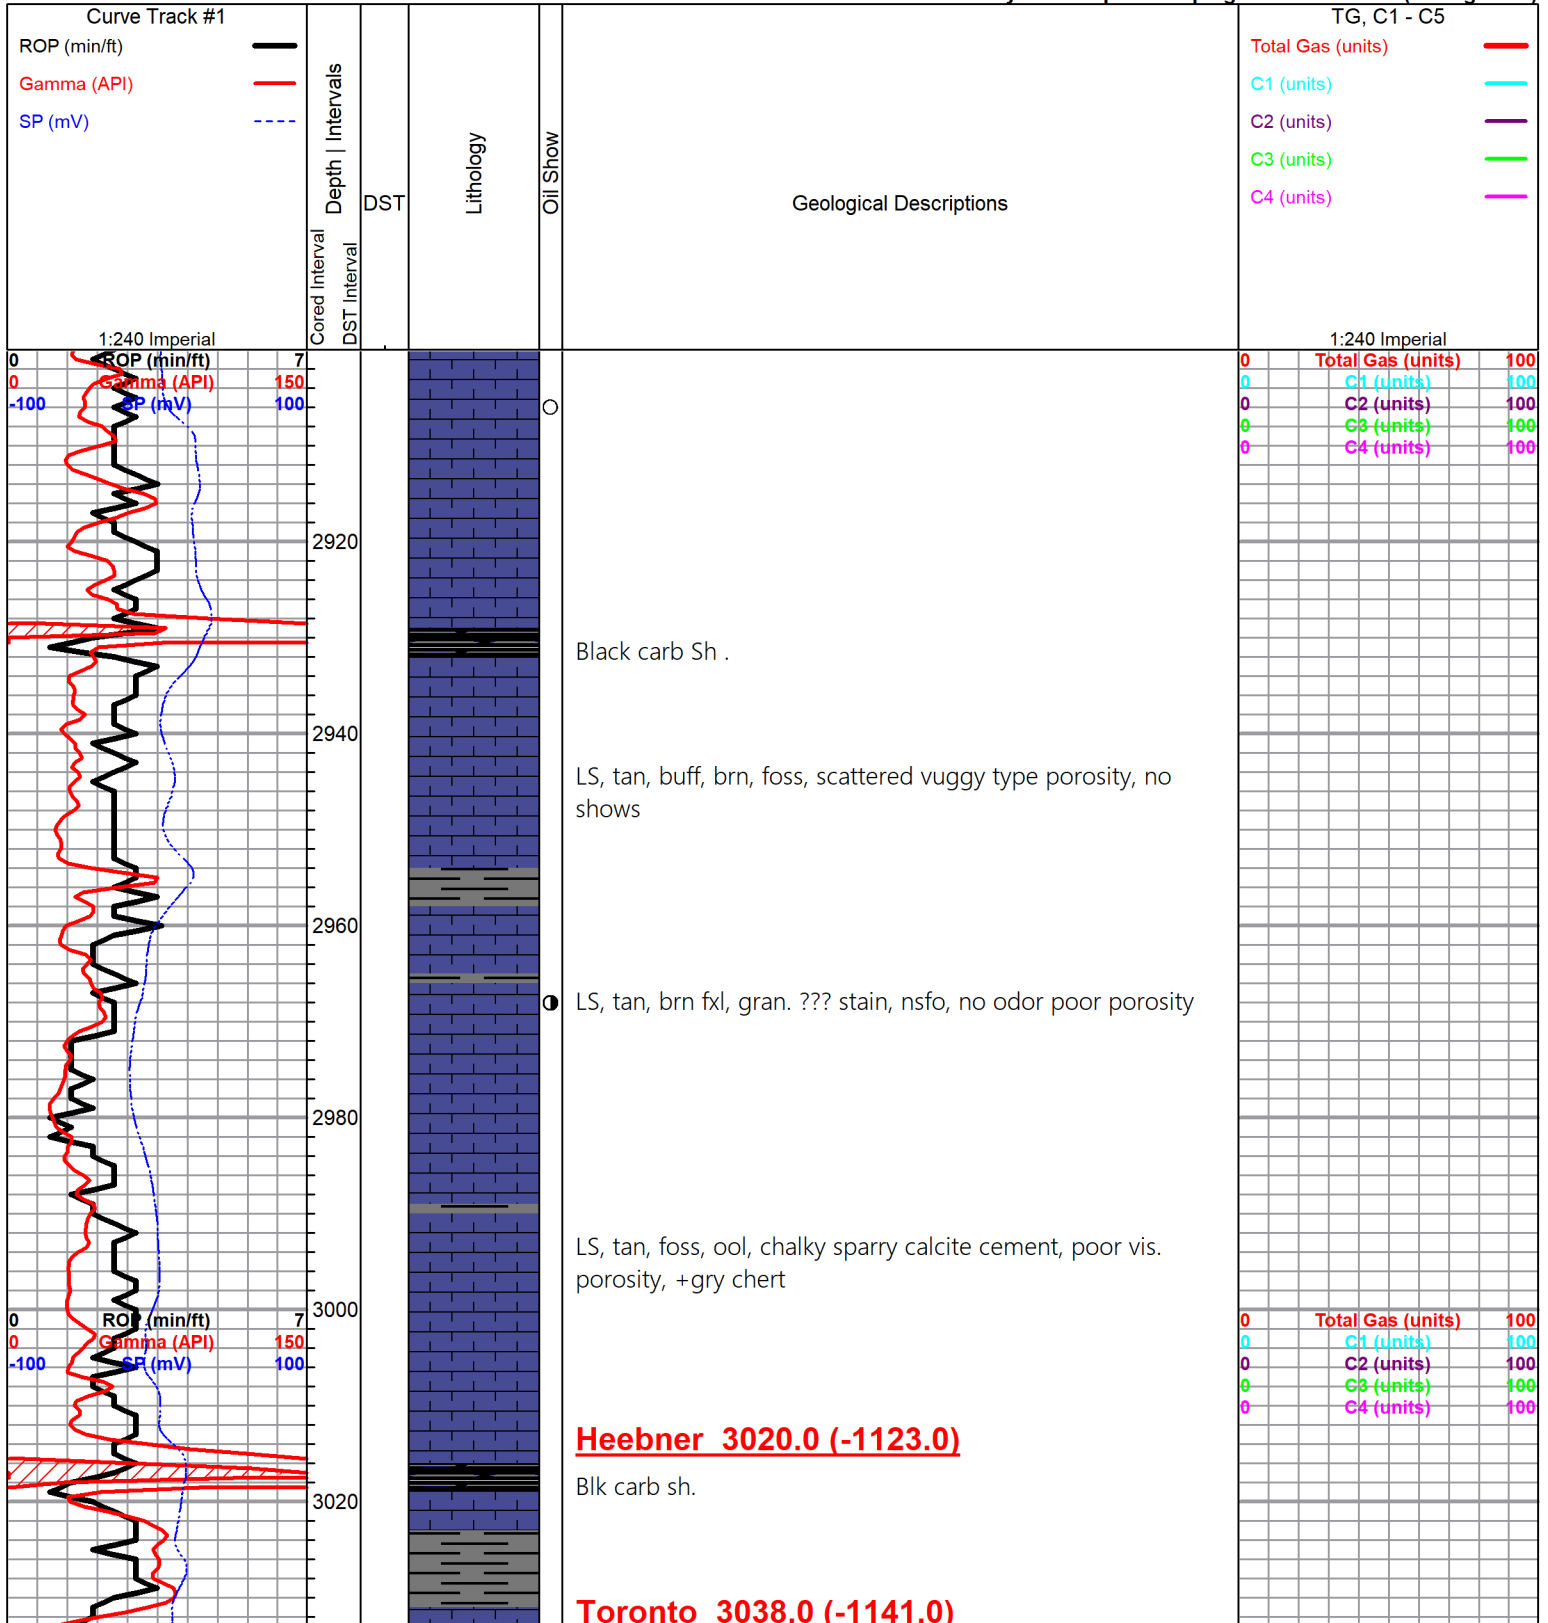 Curve Track #1
ROP (min/ft)
Gamma (API)
SP (mV)
1:240 Imperial
Depth | Intervals
Cored Interval
DST Interval
DST
Lithology
Oil Show
Geological Descriptions
TG, C1 - C5
Total Gas (units)
C1 (units)
C2 (units)
C3 (units)
C4 (units)
1:240 Imperial
0 ROP (min/ft) 7
0 Gamma (API) 150
-100 SP (mV) 100
0 Total Gas (units) 100
0 C1 (units) 100
0 C2 (units) 100
0 C3 (units) 100
0 C4 (units) 100
2920
Black carb Sh .
2940
LS, tan, buff, brn, foss, scattered vuggy type porosity, no
shows
2960
LS, tan, brn fxl, gran. ??? stain, nsfo, no odor poor porosity
2980
LS, tan, foss, ool, chalky sparry calcite cement, poor vis.
porosity, +gry chert
3000
0 ROP (min/ft) 7
0 Gamma (API) 150
-100 SP (mV) 100
0 Total Gas (units) 100
0 C1 (units) 100
0 C2 (units) 100
0 C3 (units) 100
0 C4 (units) 100
Heebner 3020.0 (-1123.0)
Blk carb sh.
3020
Toronto 3038.0 (-1141.0)